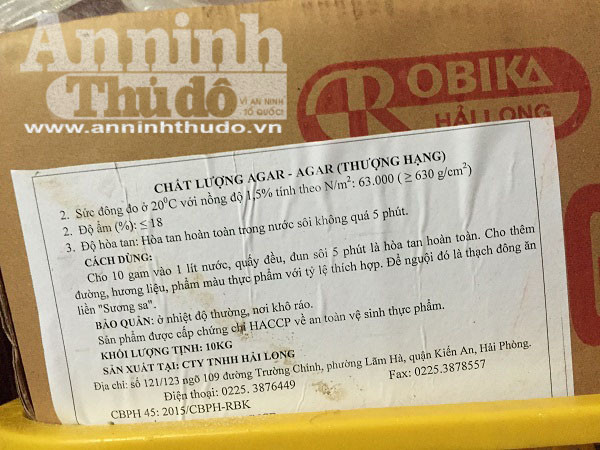 An ninh
Thủ đô
VÌ AN NINH
TỔ QUỐC
www.anninhthudo.vn
ROBIKA
HẢI LONG
CHẤT LƯỢNG AGAR - AGAR (THƯỢNG HẠNG)
2. Sức đông đo ở 20⁰C với nồng độ 1,5% tính theo N/m²: 63.000 ( ≥ 630 g/cm²)
2. Độ ẩm (%): ≤ 18
3. Độ hòa tan: Hòa tan hoàn toàn trong nước sôi không quá 5 phút.
CÁCH DÙNG:
Cho 10 gam vào 1 lít nước, quấy đều, đun sôi 5 phút là hòa tan hoàn toàn. Cho thêm
đường, hương liệu, phẩm màu thực phẩm với tỷ lệ thích hợp. Để nguội đó là thạch đông ăn
liền "Sương sa".
BẢO QUẢN: ở nhiệt độ thường, nơi khô ráo.
Sản phẩm được cấp chứng chỉ HACCP về an toàn vệ sinh thực phẩm.
KHỐI LƯỢNG TỊNH: 10KG
SẢN XUẤT TẠI: CTY TNHH HẢI LONG
Địa chỉ: số 121/123 ngõ 109 đường Trường Chinh, phường Lãm Hà, quận Kiến An, Hải Phòng.
Điện thoại: 0225.3876449 Fax: 0225.3878557
CBPH 45: 2015/CBPH-RBK